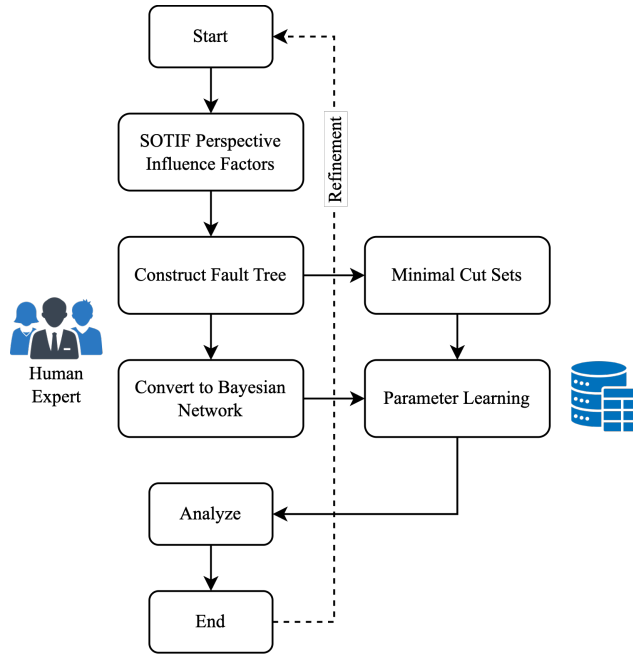 Start
SOTIF Perspective
Influence Factors
Refinement
Construct Fault Tree
Minimal Cut Sets
Human
Expert
Convert to Bayesian
Network
Parameter Learning
Analyze
End